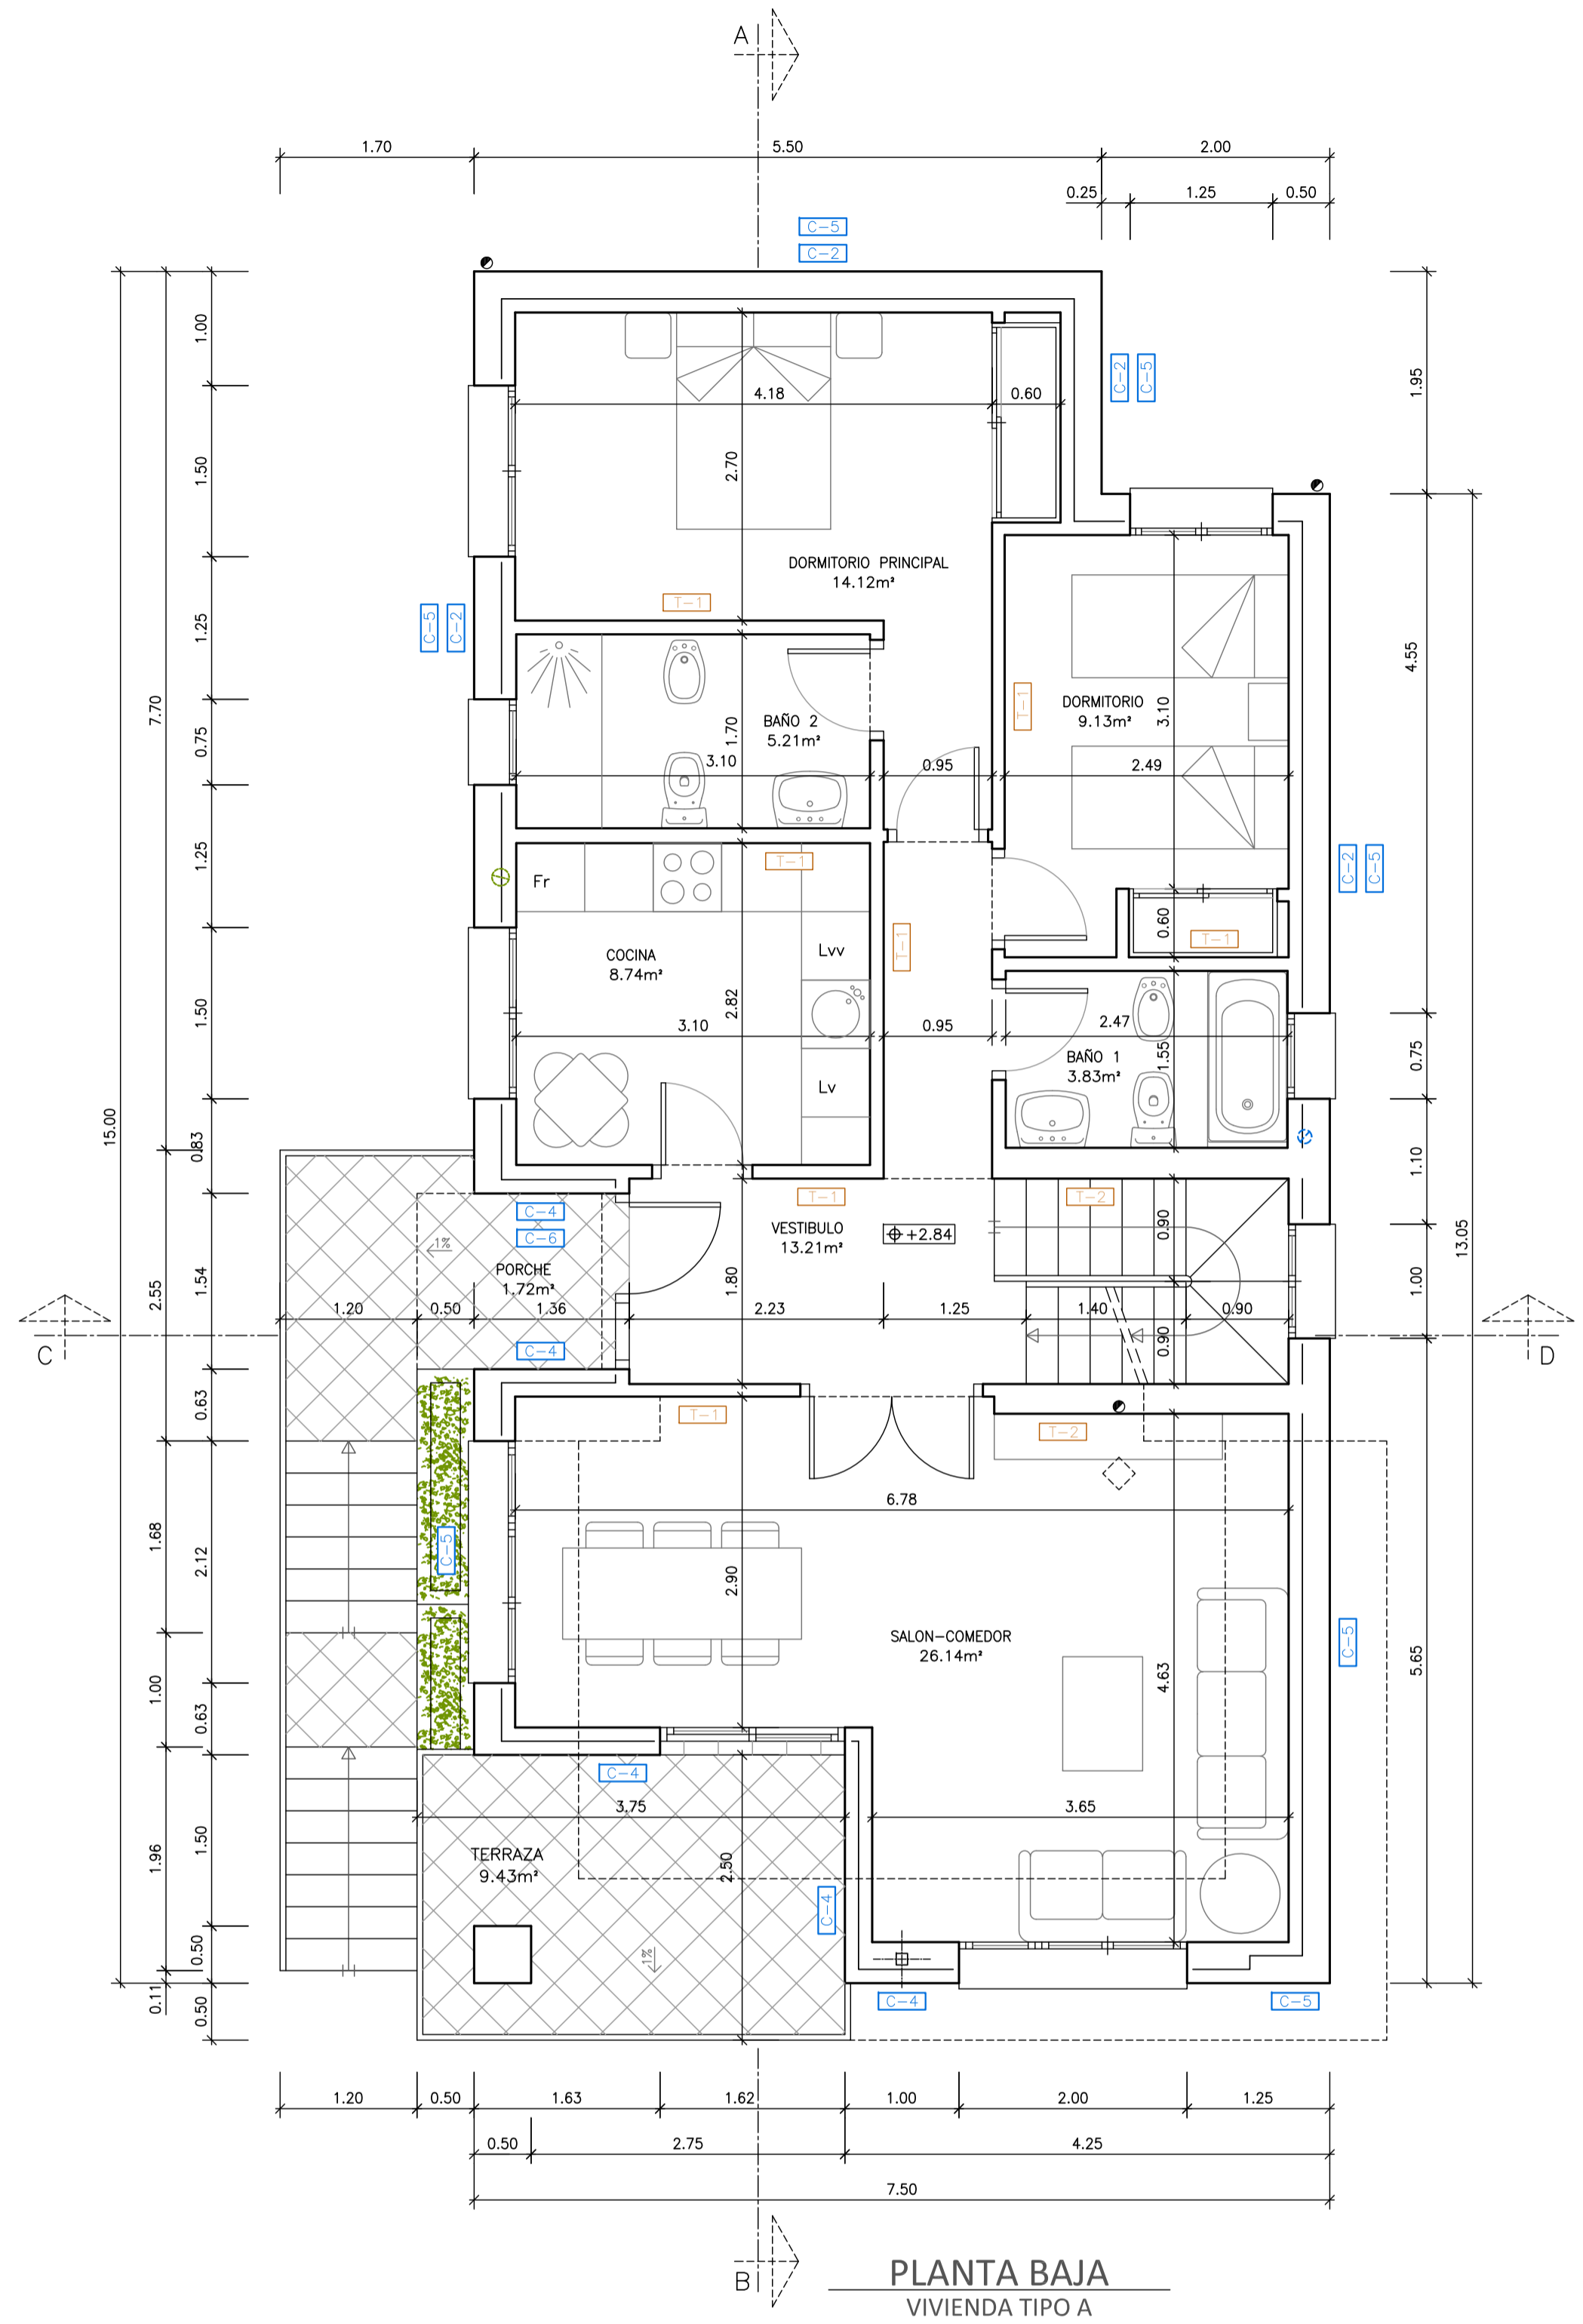 A
1.70
5.50
2.00
0.25
1.25
0.50
C-5
C-2
1.00
1.50
1.25
0.75
1.25
1.50
0.83
1.54
0.63
2.12
0.63
1.50
0.50
0.50
7.70
2.55
1.68
1.00
1.96
0.11
15.00
C-2
C-5
1.95
4.55
0.75
1.10
1.00
5.65
13.05
4.18
0.60
2.70
DORMITORIO PRINCIPAL
14.12m²
T-1
C-5
C-2
BAÑO 2
5.21m²
1.70
3.10
0.95
2.49
T-1
DORMITORIO
9.13m²
3.10
C-2
C-5
T-1
Fr
COCINA
8.74m²
Lvv
Lv
2.82
3.10
T-1
0.95
0.60
T-1
2.47
BAÑO 1
3.83m²
1.55
C-4
C-6
1%
PORCHE
1.72m²
T-1
VESTIBULO
13.21m²
+2.84
T-2
0.90
1.20
0.50
1.36
1.80
2.23
1.25
1.40
0.90
0.90
C
D
C-4
T-1
T-2
6.78
2.90
C-5
SALON-COMEDOR
26.14m²
4.63
C-5
C-4
3.75
3.65
TERRAZA
9.43m²
2.50
C-4
1%
C-4
C-5
1.20
0.50
1.63
1.62
1.00
2.00
1.25
0.50
2.75
4.25
7.50
B
PLANTA BAJA
VIVIENDA TIPO A